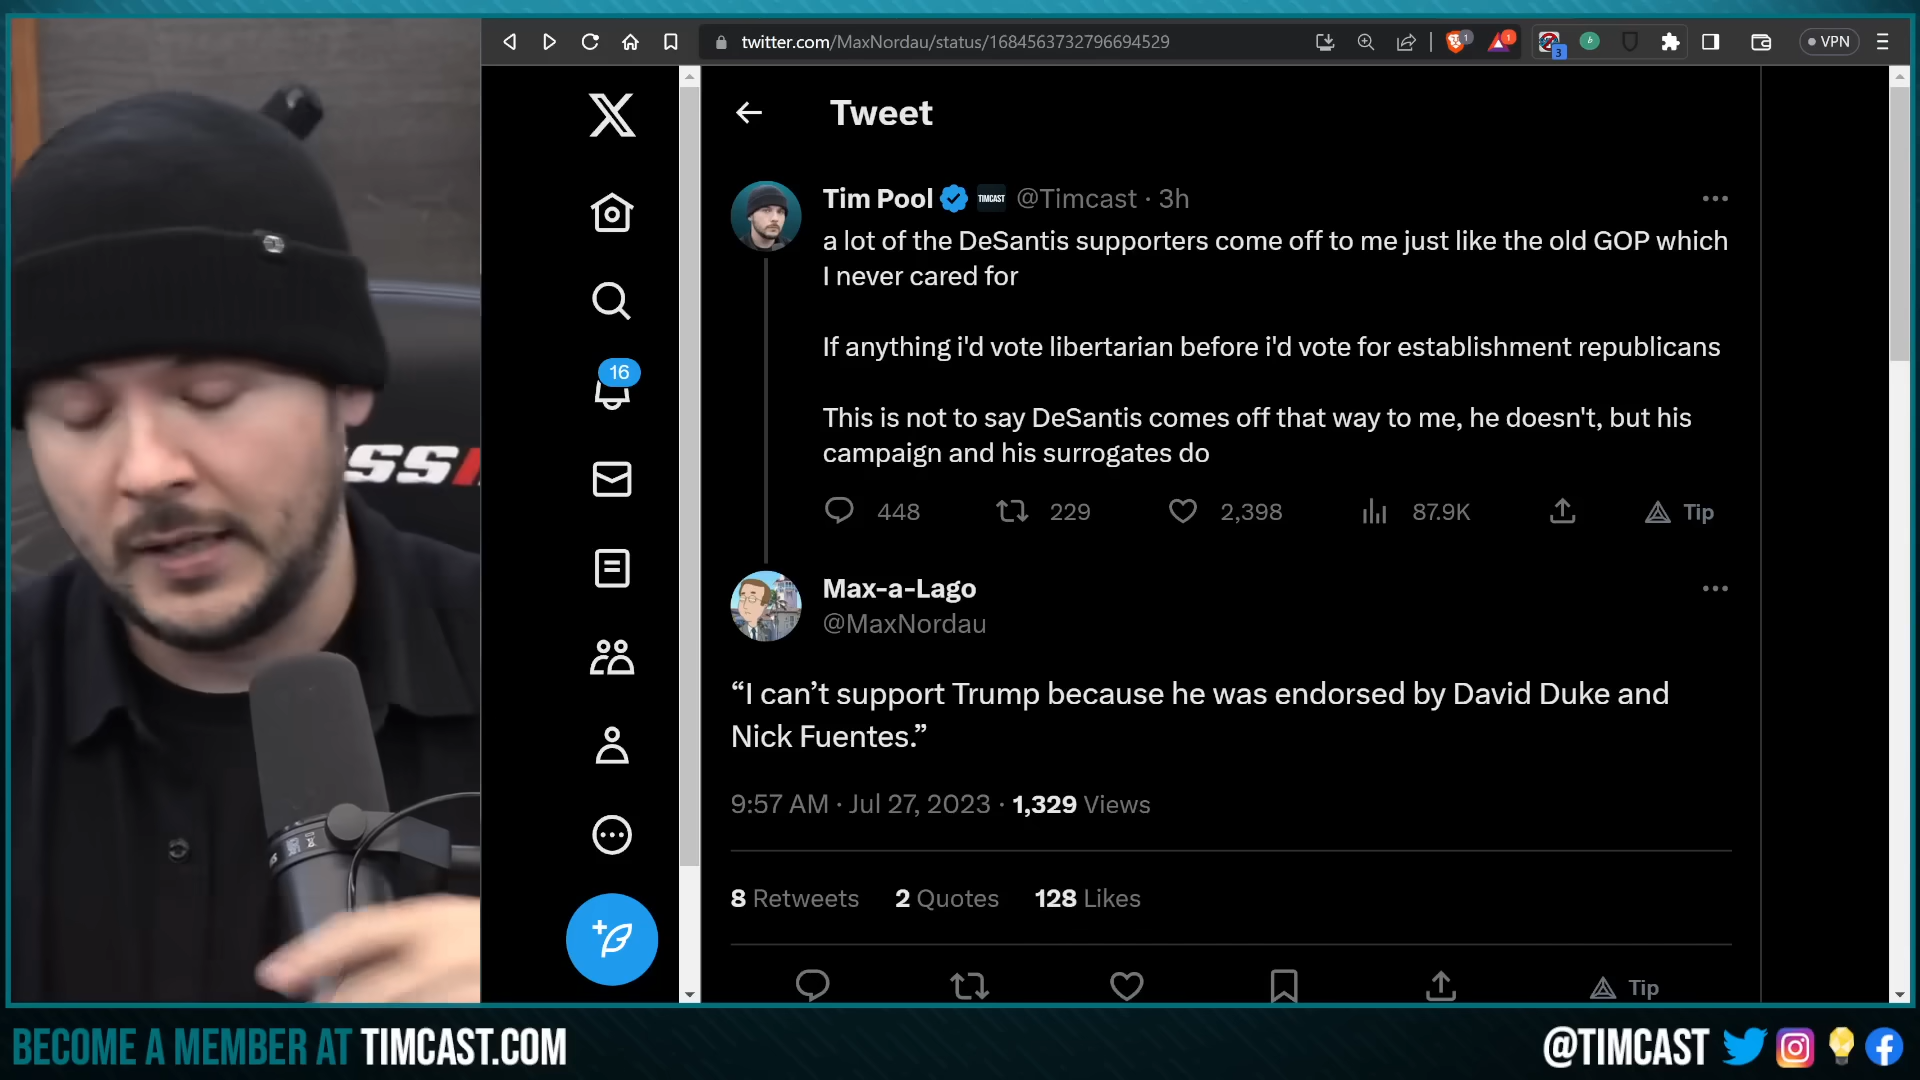 twitter.com/MaxNordau/status/1684563732796694529
1
1
3
VPN
Tweet
16
Tim Pool TIMCAST @Timcast · 3h
a lot of the DeSantis supporters come off to me just like the old GOP which
I never cared for
If anything i'd vote libertarian before i'd vote for establishment republicans
This is not to say DeSantis comes off that way to me, he doesn't, but his
campaign and his surrogates do
448 229 2,398 87.9K Tip
Max-a-Lago
@MaxNordau
“I can’t support Trump because he was endorsed by David Duke and
Nick Fuentes.”
9:57 AM · Jul 27, 2023 · 1,329 Views
8 Retweets 2 Quotes 128 Likes
Tip
BECOME A MEMBER AT TIMCAST.COM
@TIMCAST